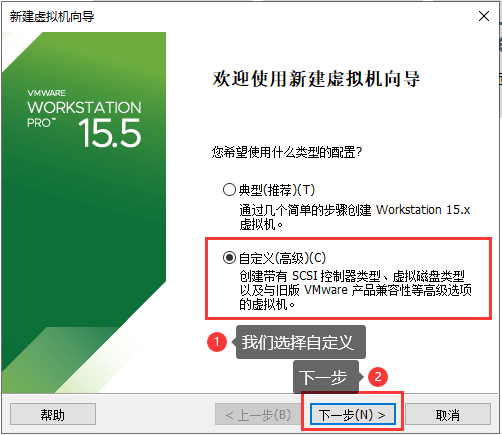 新建虚拟机向导
VMWARE
WORKSTATION
PRO™ 15.5
欢迎使用新建虚拟机向导
您希望使用什么类型的配置?
典型(推荐)(T)
通过几个简单的步骤创建 Workstation 15.x
虚拟机。
自定义(高级)(C)
创建带有 SCSI 控制器类型、虚拟磁盘类型
以及与旧版 VMware 产品兼容性等高级选项
的虚拟机。
1 我们选择自定义
下一步 2
帮助
< 上一步(B)
下一步(N) >
取消